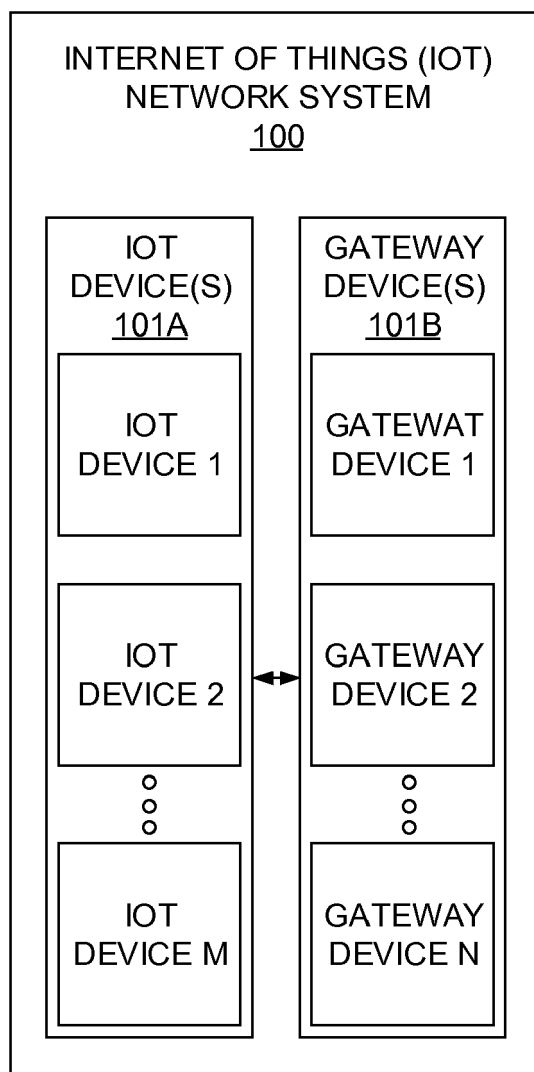 INTERNET OF THINGS (IOT)
NETWORK SYSTEM
100
IOT
DEVICE(S)
101A
IOT
DEVICE 1
IOT
DEVICE 2
IOT
DEVICE M
GATEWAY
DEVICE(S)
101B
GATEWAT
DEVICE 1
GATEWAY
DEVICE 2
GATEWAY
DEVICE N